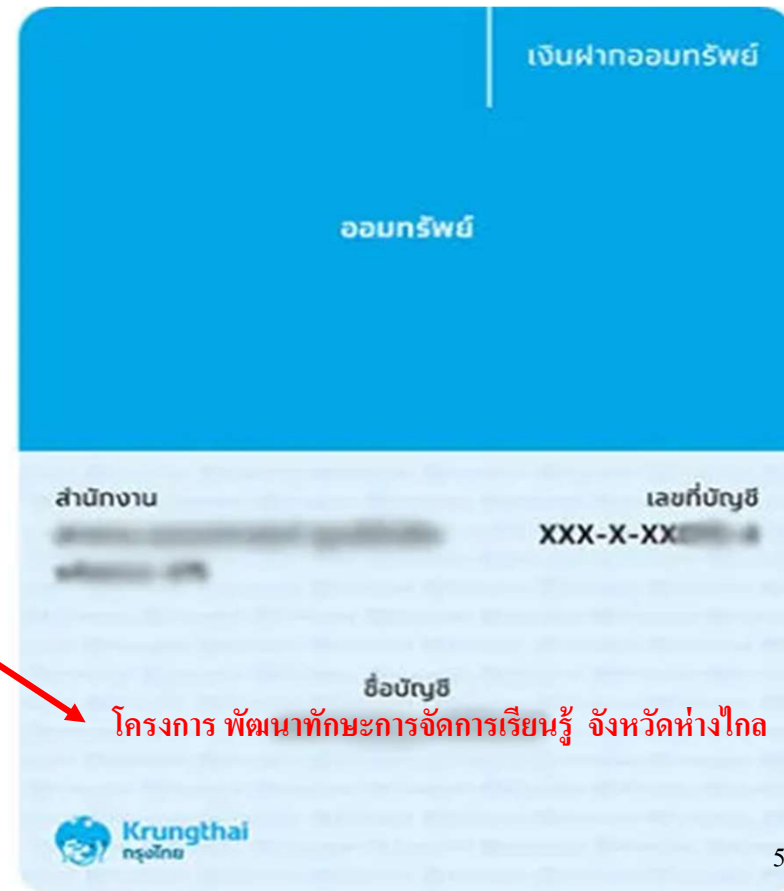 เงินฝากออมทรัพย์
ออมทรัพย์
สำนักงาน
เลขที่บัญชี
XXX-X-XX
ชื่อบัญชี
โครงการ พัฒนาทักษะการจัดการเรียนรู้ จังหวัดห่างไกล
Krungthai
กรุงไทย
5